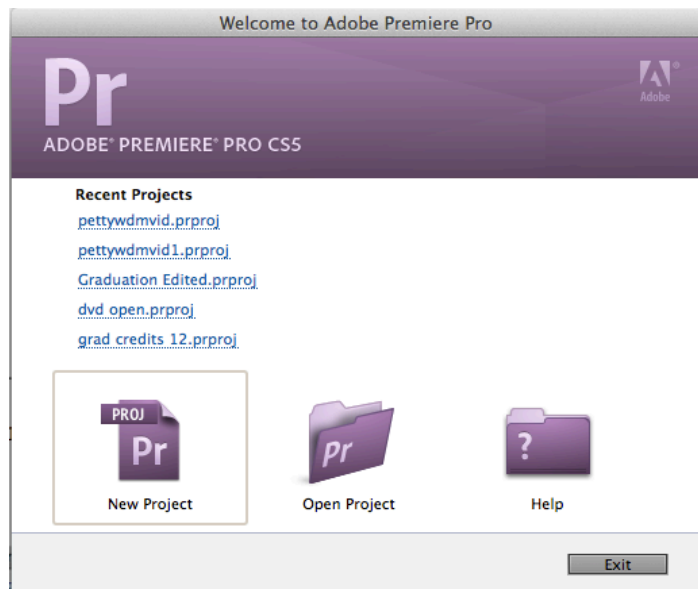 Welcome to Adobe Premiere Pro
Pr
Adobe
ADOBE® PREMIERE® PRO CS5
Recent Projects
pettywdmvid.prproj
pettywdmvid1.prproj
Graduation Edited.prproj
dvd open.prproj
grad credits 12.prproj
PROJ
Pr
Pr
?
New Project
Open Project
Help
Exit